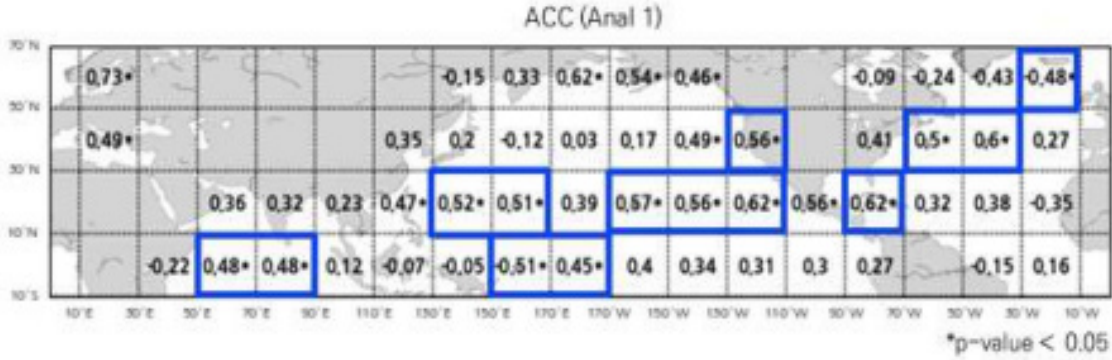 ACC (Anal 1)
70°N
0,73* -0,15 0,33 0,62* 0,54* 0,46* -0,09 -0,24 -0,43 -0,48*
50°N
0,49* 0,35 0,2 -0,12 0,03 0,17 0,49* 0,56* 0,41 0,5* 0,6* 0,27
30°N
0,36 0,32 0,23 0,47* 0,52* 0,51* 0,39 0,57* 0,56* 0,62* 0,56* 0,62* 0,32 0,38 -0,35
10°N
-0,22 0,48* 0,48* 0,12 -0,07 -0,05 -0,51* 0,45* 0,4 0,34 0,31 0,3 0,27 -0,15 0,16
10°S
10°E 30°E 50°E 70°E 90°E 110°E 130°E 150°E 170°E 170°W 150°W 130°W 110°W 90°W 70°W 50°W 30°W 10°W
*p-value < 0.05